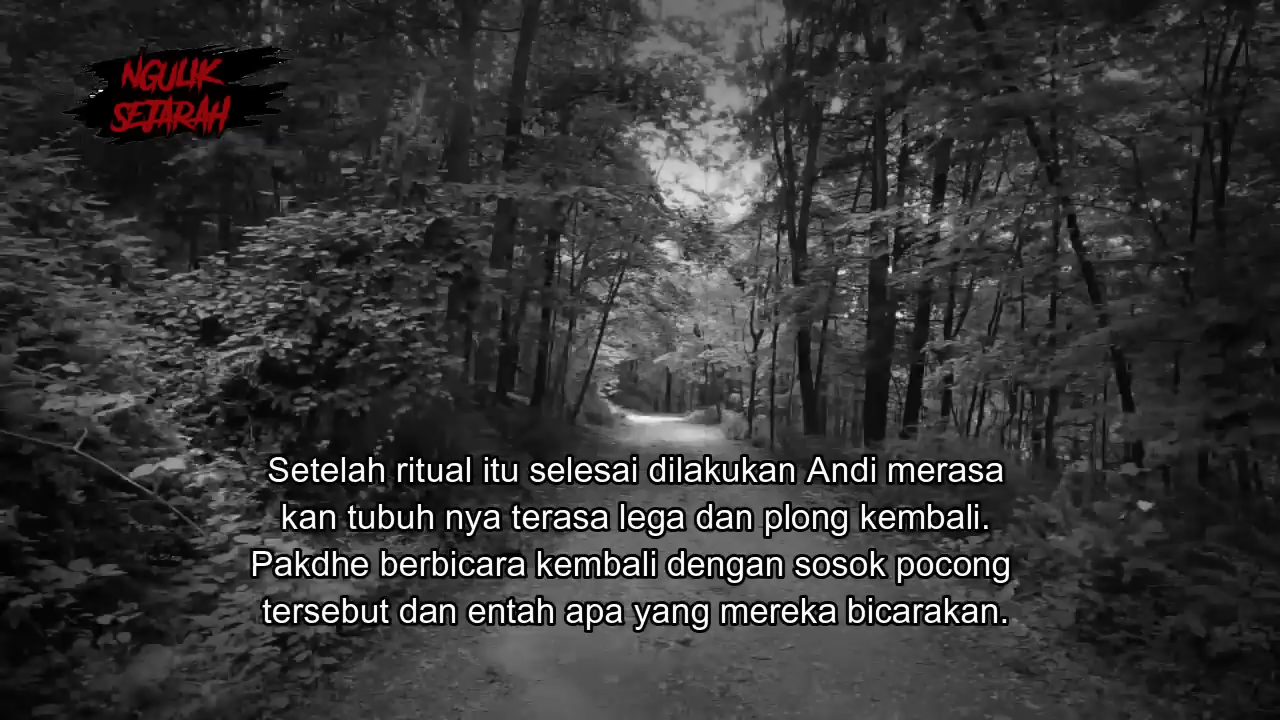 NGULIK
SEJARAH
Setelah ritual itu selesai dilakukan Andi merasa
kan tubuh nya terasa lega dan plong kembali.
Pakdhe berbicara kembali dengan sosok pocong
tersebut dan entah apa yang mereka bicarakan.